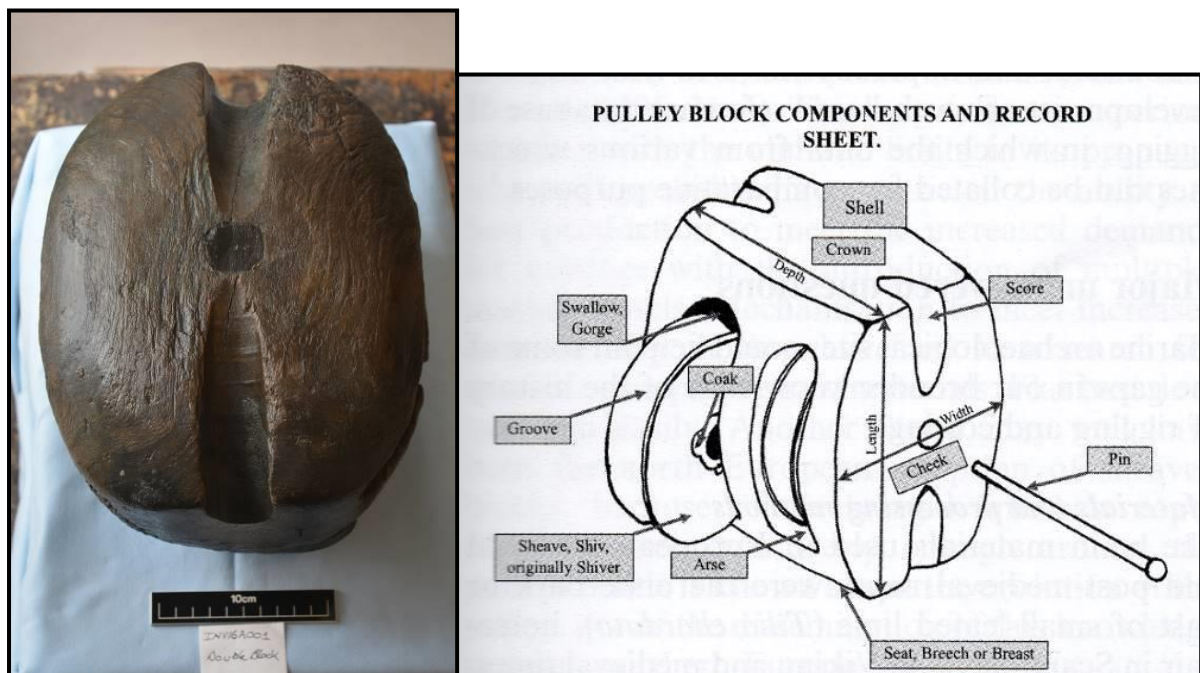 10cm
INVIGA001
Double Block
PULLEY BLOCK COMPONENTS AND RECORD
SHEET.
Shell
Crown
Depth
Score
Swallow,
Gorge
Coak
Groove
Length
Width
Cheek
Pin
Sheave, Shiv,
originally Shiver
Arse
Seat, Breech or Breast